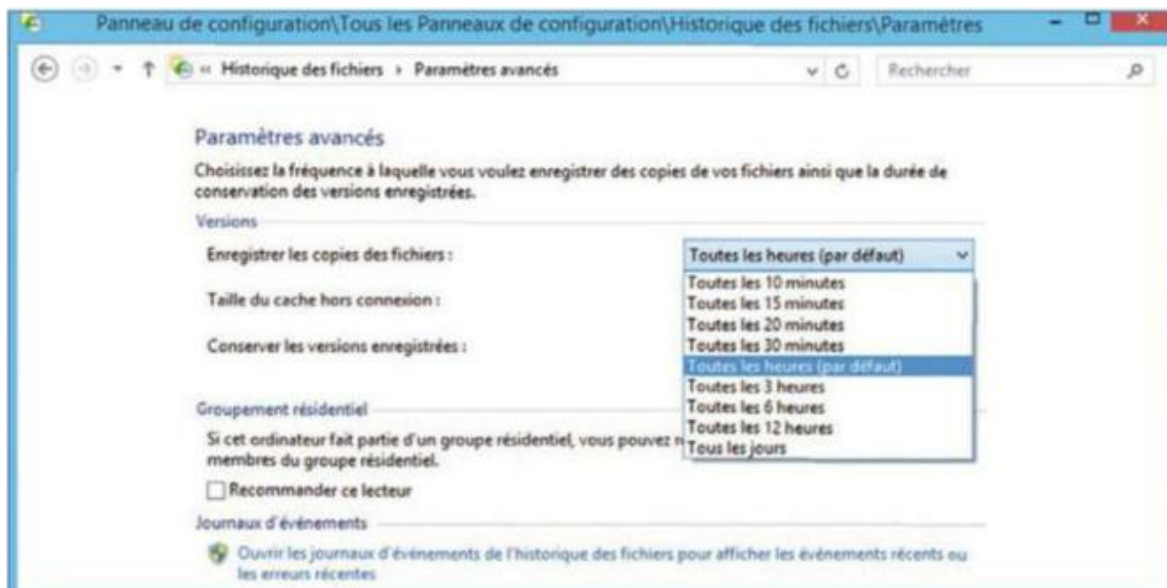 Panneau de configuration\Tous les Panneaux de configuration\Historique des fichiers\Paramètres
« Historique des fichiers › Paramètres avancés
Rechercher
Paramètres avancés
Choisissez la fréquence à laquelle vous voulez enregistrer des copies de vos fichiers ainsi que la durée de
conservation des versions enregistrées.
Versions
Enregistrer les copies des fichiers :
Toutes les heures (par défaut)
Toutes les 10 minutes
Toutes les 15 minutes
Toutes les 20 minutes
Toutes les 30 minutes
Toutes les heures (par défaut)
Toutes les 3 heures
Toutes les 6 heures
Toutes les 12 heures
Tous les jours
Taille du cache hors connexion :
Conserver les versions enregistrées :
Groupement résidentiel
Si cet ordinateur fait partie d'un groupe résidentiel, vous pouvez
membres du groupe résidentiel.
Recommander ce lecteur
Journaux d'événements
Ouvrir les journaux d'événements de l'historique des fichiers pour afficher les événements récents ou
les erreurs récentes